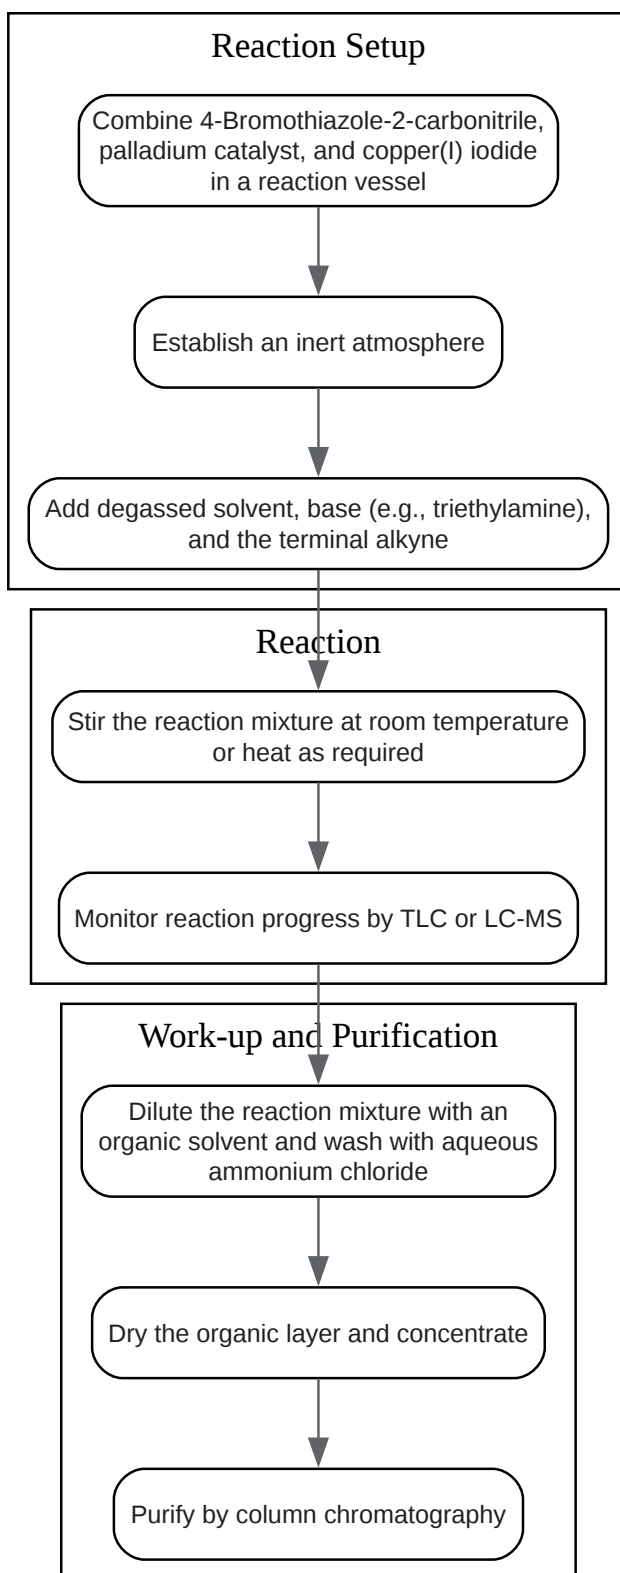 Reaction Setup
Combine 4-Bromothiazole-2-carbonitrile,
palladium catalyst, and copper(I) iodide
in a reaction vessel
Establish an inert atmosphere
Add degassed solvent, base (e.g., triethylamine),
and the terminal alkyne
Reaction
Stir the reaction mixture at room temperature
or heat as required
Monitor reaction progress by TLC or LC-MS
Work-up and Purification
Dilute the reaction mixture with an
organic solvent and wash with aqueous
ammonium chloride
Dry the organic layer and concentrate
Purify by column chromatography